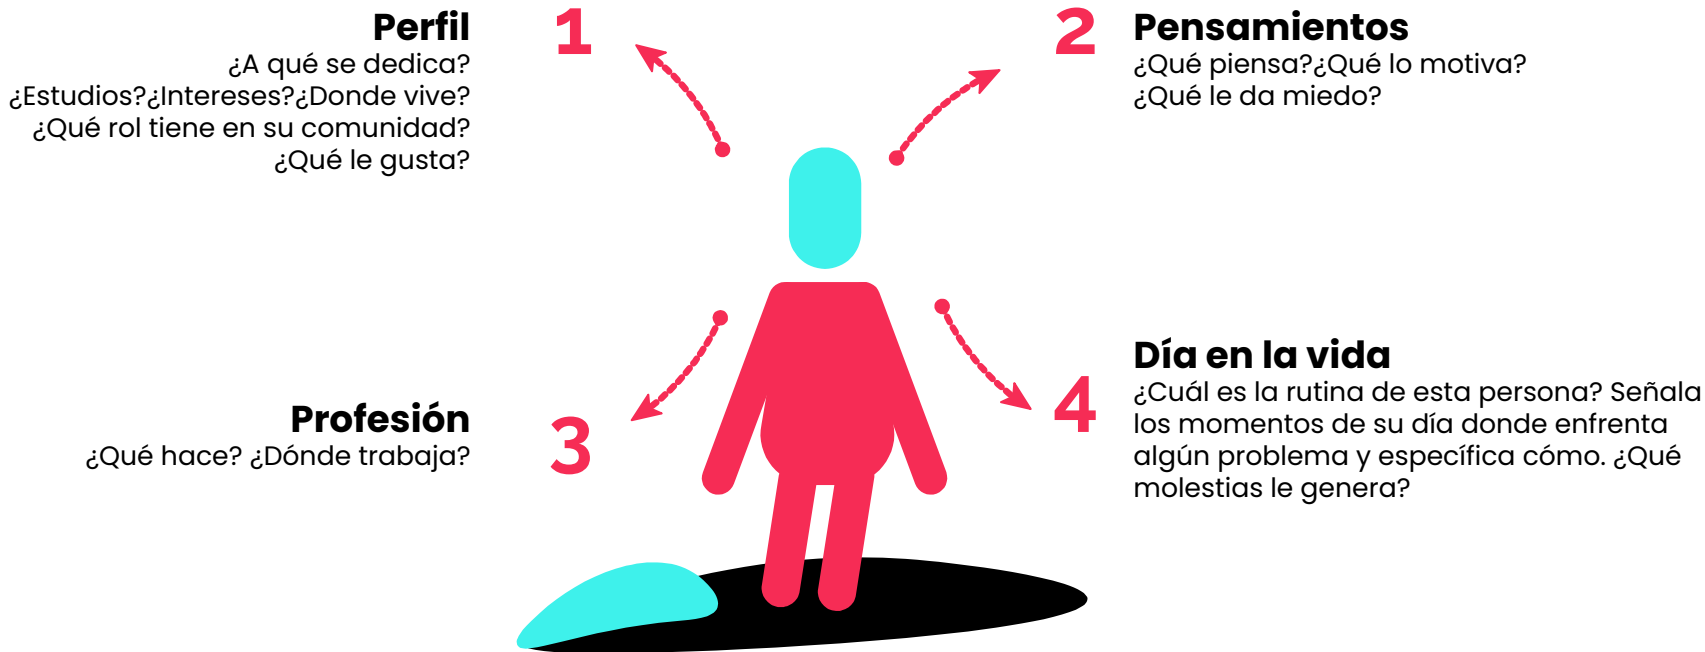 1
Perfil
¿A qué se dedica?
¿Estudios?¿Intereses?¿Donde vive?
¿Qué rol tiene en su comunidad?
¿Qué le gusta?
2
Pensamientos
¿Qué piensa?¿Qué lo motiva?
¿Qué le da miedo?
3
Profesión
¿Qué hace? ¿Dónde trabaja?
4
Día en la vida
¿Cuál es la rutina de esta persona? Señala
los momentos de su día donde enfrenta
algún problema y específica cómo. ¿Qué
molestias le genera?